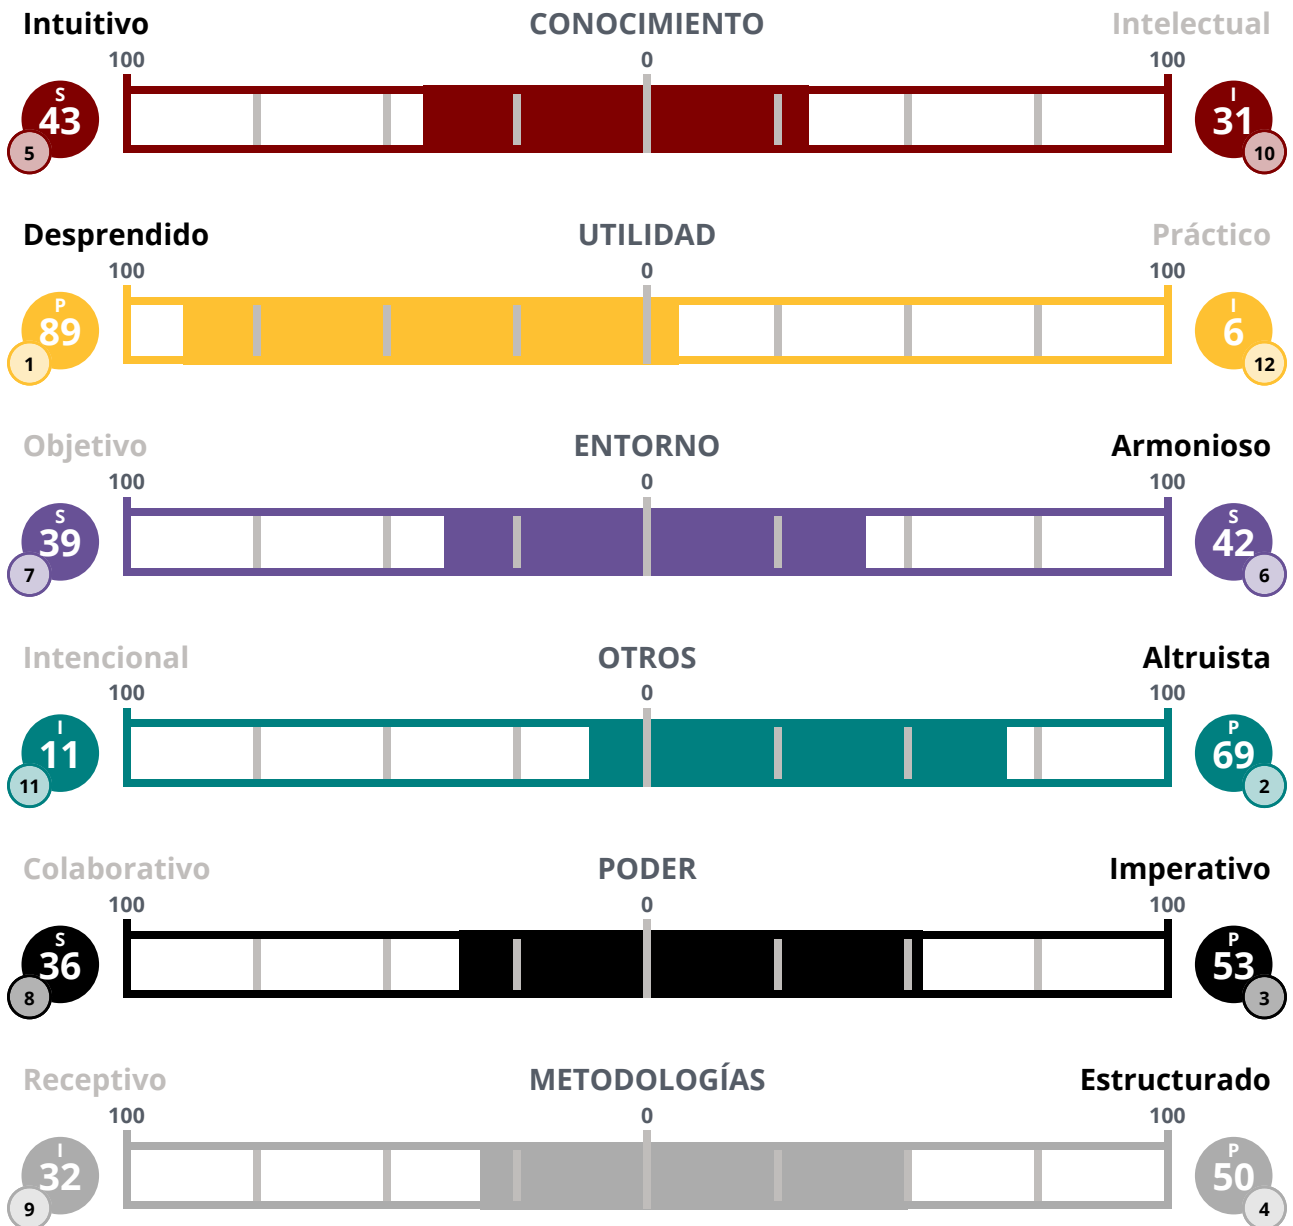 Intuitivo CONOCIMIENTO Intelectual
100 0 100
S I
43 31
5 10
Desprendido UTILIDAD Práctico
100 0 100
P I
89 6
1 12
Objetivo ENTORNO Armonioso
100 0 100
S S
39 42
7 6
Intencional OTROS Altruista
100 0 100
I P
11 69
11 2
Colaborativo PODER Imperativo
100 0 100
S P
36 53
8 3
Receptivo METODOLOGÍAS Estructurado
100 0 100
I P
32 50
9 4